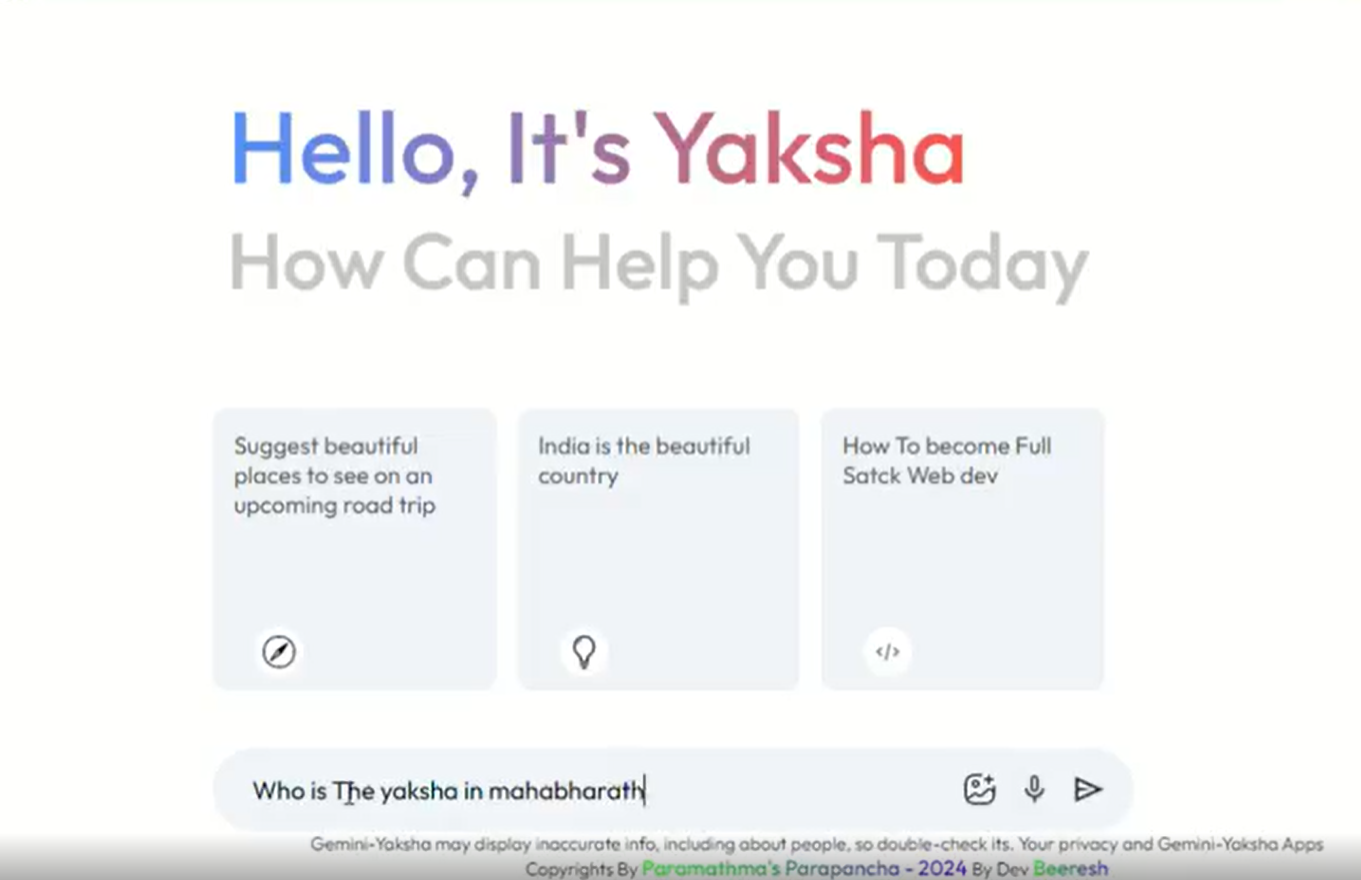 Hello, It's Yaksha
How Can Help You Today
Suggest beautiful
places to see on an
upcoming road trip
India is the beautiful
country
How To become Full
Satck Web dev
</>
Who is The yaksha in mahabharath
Gemini-Yaksha may display inaccurate info, including about people, so double-check its. Your privacy and Gemini-Yaksha Apps
Copyrights By Paramathma's Parapancha - 2024 By Dev Beeresh